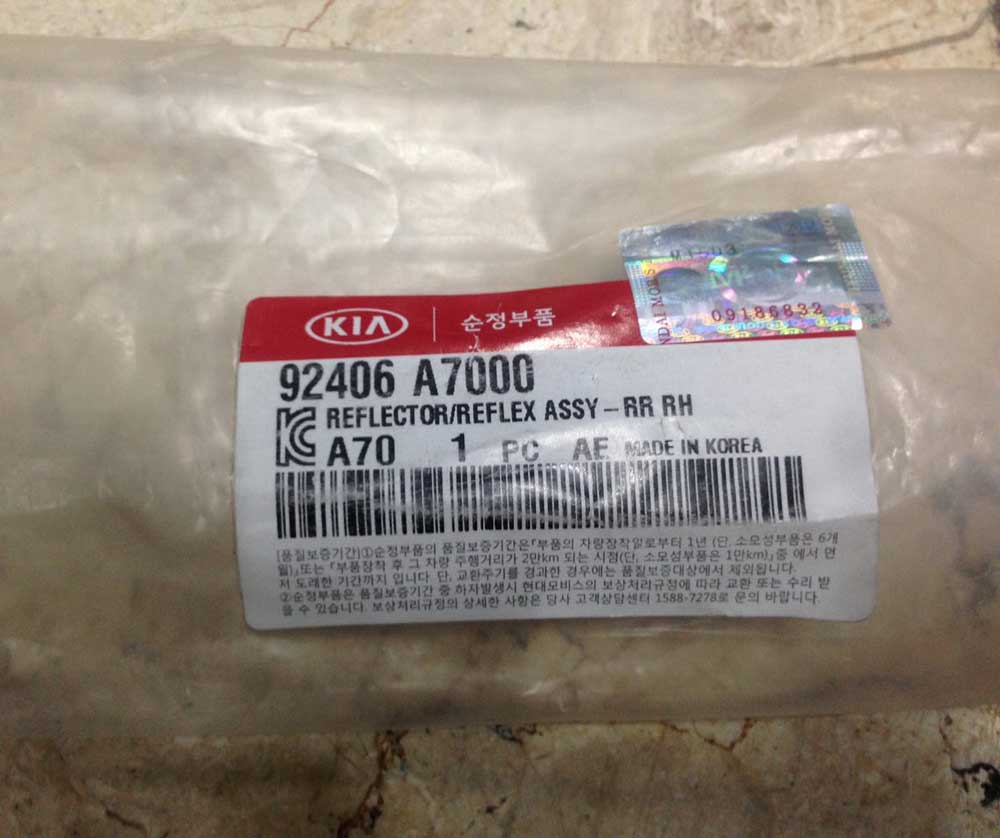 KIA 순정부품
09186832
92406 A7000
REFLECTOR/REFLEX ASSY – RR RH
A70 1 PC AE MADE IN KOREA
[품질보증기간]①순정부품의 품질보증기간은『부품의 차량장착일로부터 1년 (단, 소모성부품은 6개
월)』또는『부품장착 후 그 차량 주행거리가 2만km 되는 시점(단, 소모성부품은 1만km)』중 에서 먼
저 도래한 기간까지 입니다. 단, 교환주기를 경과한 경우에는 품질보증대상에서 제외됩니다.
②순정부품은 품질보증기간 중 하자발생시 현대모비스의 보상처리규정에 따라 교환 또는 수리 받
을 수 있습니다. 보상처리규정의 상세한 사항은 당사 고객상담센터 1588-7278로 문의 바랍니다.